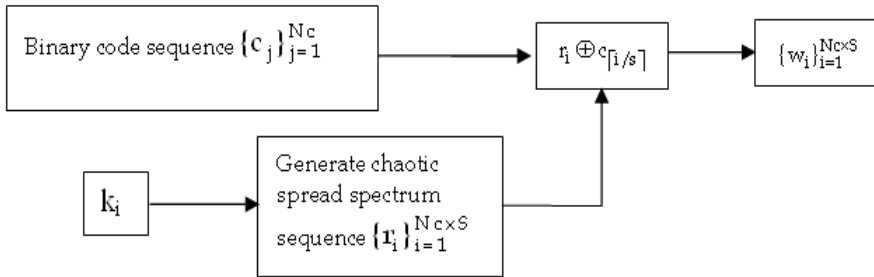 Binary code sequence {c_j}_{j=1}^{Nc}
r_i ⊕ c_{⌈i/s⌉}
{w_i}_{i=1}^{Nc×S}
k_i
Generate chaotic
spread spectrum
sequence {r_i}_{i=1}^{Nc×S}